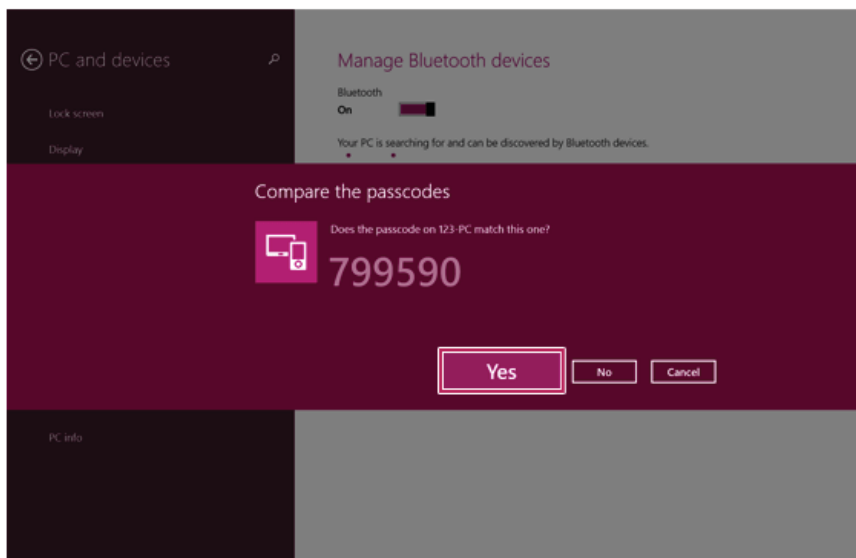 PC and devices
Lock screen
Display
PC info
Manage Bluetooth devices
Bluetooth
On
Your PC is searching for and can be discovered by Bluetooth devices.
Compare the passcodes
Does the passcode on 123-PC match this one?
799590
Yes
No
Cancel